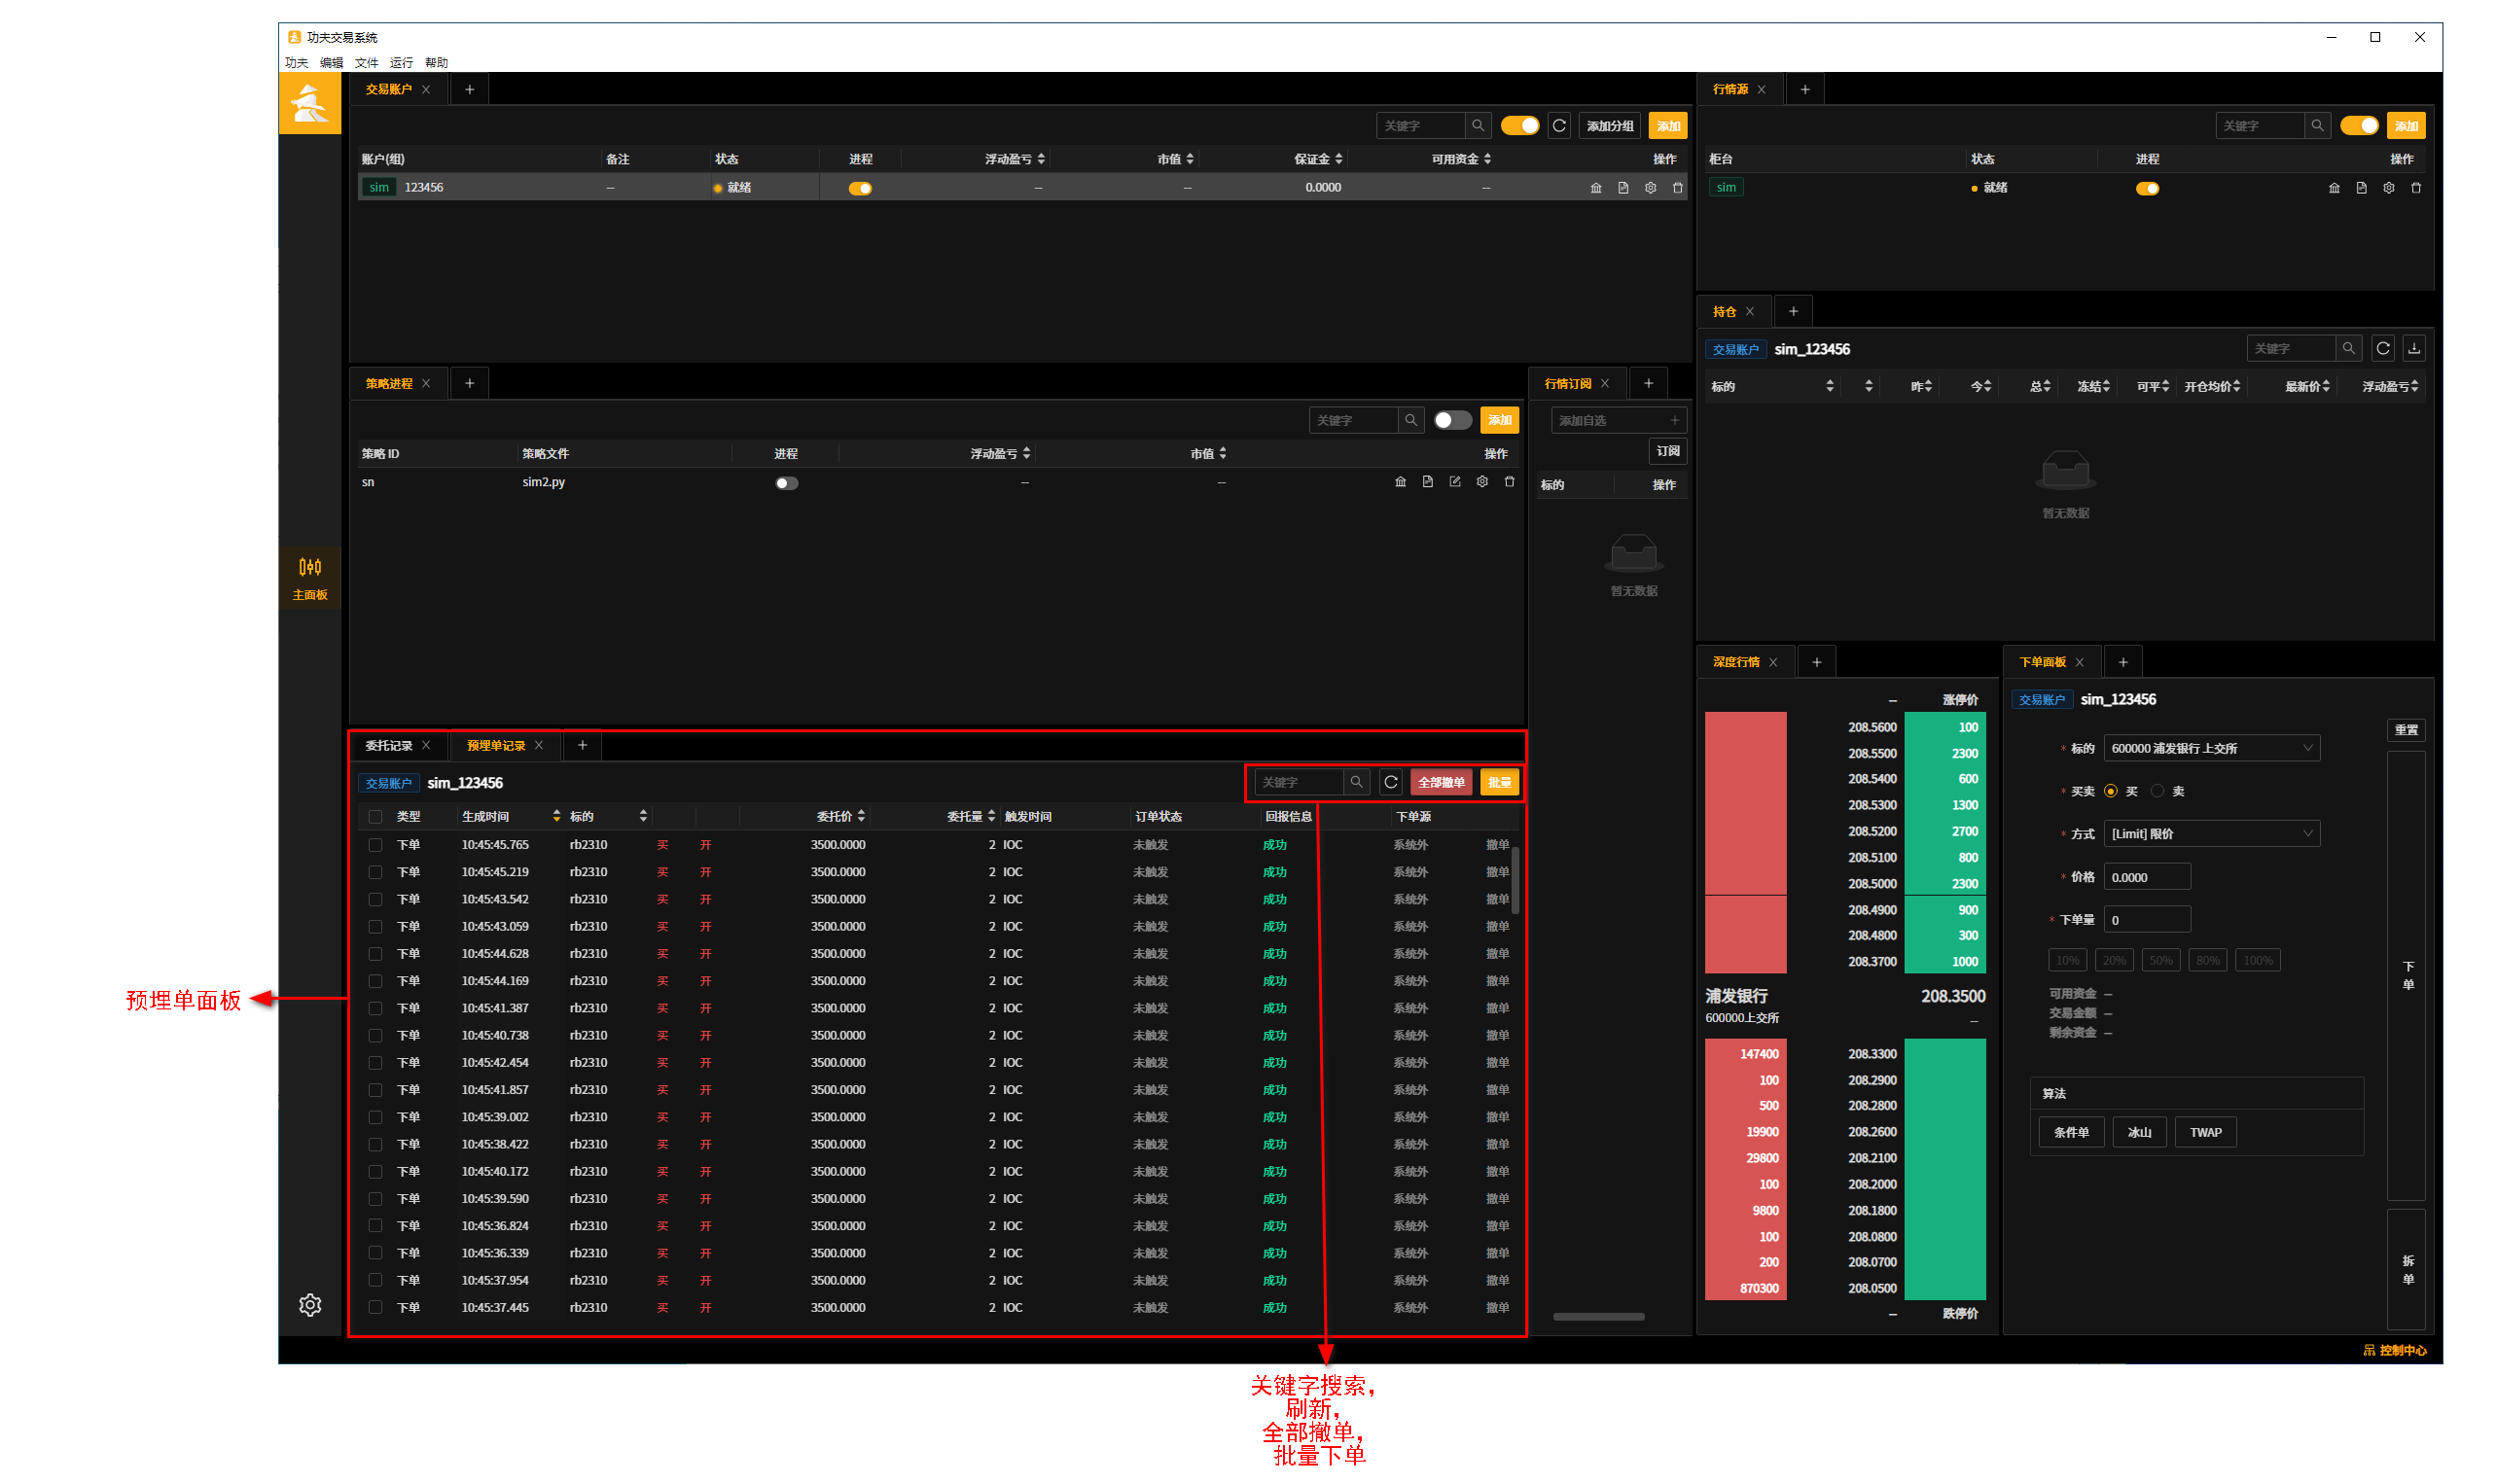 功夫交易系统
功夫 编辑 文件 运行 帮助
交易账户
关键字 添加分组 添加
账户(组) 备注 状态 进程 浮动盈亏 市值 保证金 可用资金 操作
sim 123456 -- 就绪 -- -- 0.0000 --
行情源
关键字 添加
柜台 状态 进程 操作
sim 就绪
持仓
交易账户 sim_123456 关键字
标的 昨 今 总 冻结 可平 开仓均价 最新价 浮动盈亏
暂无数据
策略进程
关键字 添加
策略 ID 策略文件 进程 浮动盈亏 市值 操作
sn sim2.py -- --
行情订阅
添加自选
订阅
标的 操作
暂无数据
主面板
委托记录 预埋单记录
交易账户 sim_123456 关键字 全部撤单 批量
类型 生成时间 标的 委托价 委托量 触发时间 订单状态 回报信息 下单源
下单 10:45:45.765 rb2310 买 开 3500.0000 2 IOC 未触发 成功 系统外 撤单
下单 10:45:45.219 rb2310 买 开 3500.0000 2 IOC 未触发 成功 系统外 撤单
下单 10:45:43.542 rb2310 买 开 3500.0000 2 IOC 未触发 成功 系统外 撤单
下单 10:45:43.059 rb2310 买 开 3500.0000 2 IOC 未触发 成功 系统外 撤单
下单 10:45:44.628 rb2310 买 开 3500.0000 2 IOC 未触发 成功 系统外 撤单
下单 10:45:44.169 rb2310 买 开 3500.0000 2 IOC 未触发 成功 系统外 撤单
下单 10:45:41.387 rb2310 买 开 3500.0000 2 IOC 未触发 成功 系统外 撤单
下单 10:45:40.738 rb2310 买 开 3500.0000 2 IOC 未触发 成功 系统外 撤单
下单 10:45:42.454 rb2310 买 开 3500.0000 2 IOC 未触发 成功 系统外 撤单
下单 10:45:41.857 rb2310 买 开 3500.0000 2 IOC 未触发 成功 系统外 撤单
下单 10:45:39.002 rb2310 买 开 3500.0000 2 IOC 未触发 成功 系统外 撤单
下单 10:45:38.422 rb2310 买 开 3500.0000 2 IOC 未触发 成功 系统外 撤单
下单 10:45:40.172 rb2310 买 开 3500.0000 2 IOC 未触发 成功 系统外 撤单
下单 10:45:39.590 rb2310 买 开 3500.0000 2 IOC 未触发 成功 系统外 撤单
下单 10:45:36.824 rb2310 买 开 3500.0000 2 IOC 未触发 成功 系统外 撤单
下单 10:45:36.339 rb2310 买 开 3500.0000 2 IOC 未触发 成功 系统外 撤单
下单 10:45:37.954 rb2310 买 开 3500.0000 2 IOC 未触发 成功 系统外 撤单
下单 10:45:37.445 rb2310 买 开 3500.0000 2 IOC 未触发 成功 系统外 撤单
深度行情
-- 涨停价
208.5600 100
208.5500 2300
208.5400 600
208.5300 1300
208.5200 2700
208.5100 800
208.5000 2300
208.4900 900
208.4800 300
208.3700 1000
浦发银行 208.3500
600000上交所 --
147400 208.3300
100 208.2900
500 208.2800
19900 208.2600
29800 208.2100
100 208.2000
9800 208.1800
100 208.0800
200 208.0700
870300 208.0500
-- 跌停价
下单面板
交易账户 sim_123456
重置
* 标的 600000 浦发银行 上交所
* 买卖 买 卖
* 方式 [Limit] 限价
* 价格 0.0000
* 下单量 0
10% 20% 50% 80% 100%
可用资金 --
交易金额 --
剩余资金 --
算法
条件单 冰山 TWAP
下单
拆单
控制中心
预埋单面板
关键字搜索，
刷新，
全部撤单，
批量下单